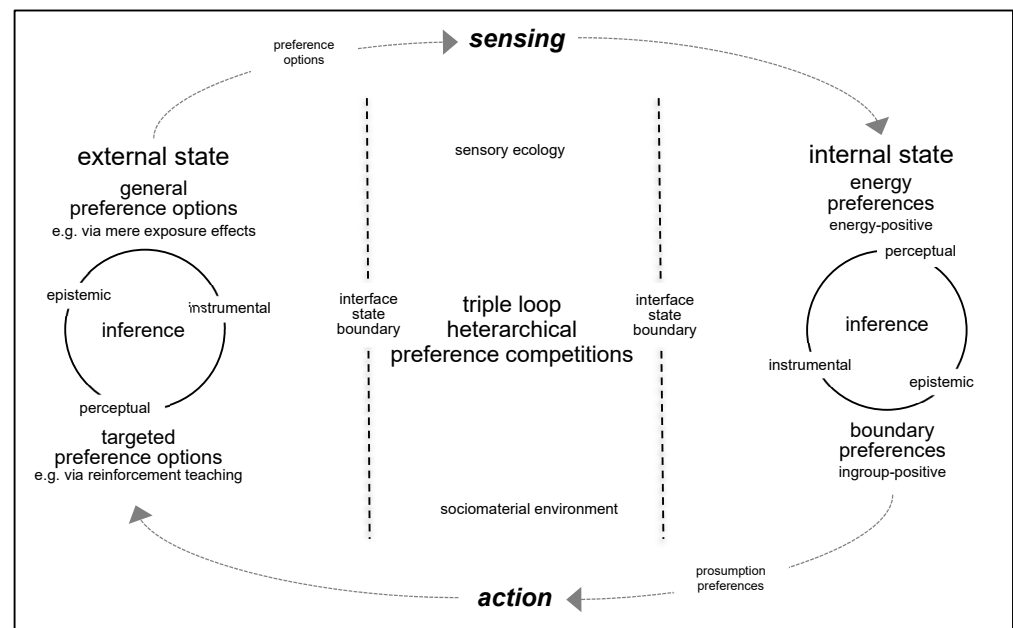 preference
options
sensing
sensory ecology
external state
general
preference options
e.g. via mere exposure effects
epistemic
instrumental
inference
perceptual
targeted
preference options
e.g. via reinforcement teaching
interface
state
boundary
triple loop
heterarchical
preference competitions
interface
state
boundary
internal state
energy
preferences
energy-positive
perceptual
inference
instrumental
epistemic
boundary
preferences
ingroup-positive
sociomaterial environment
action
prosumption
preferences